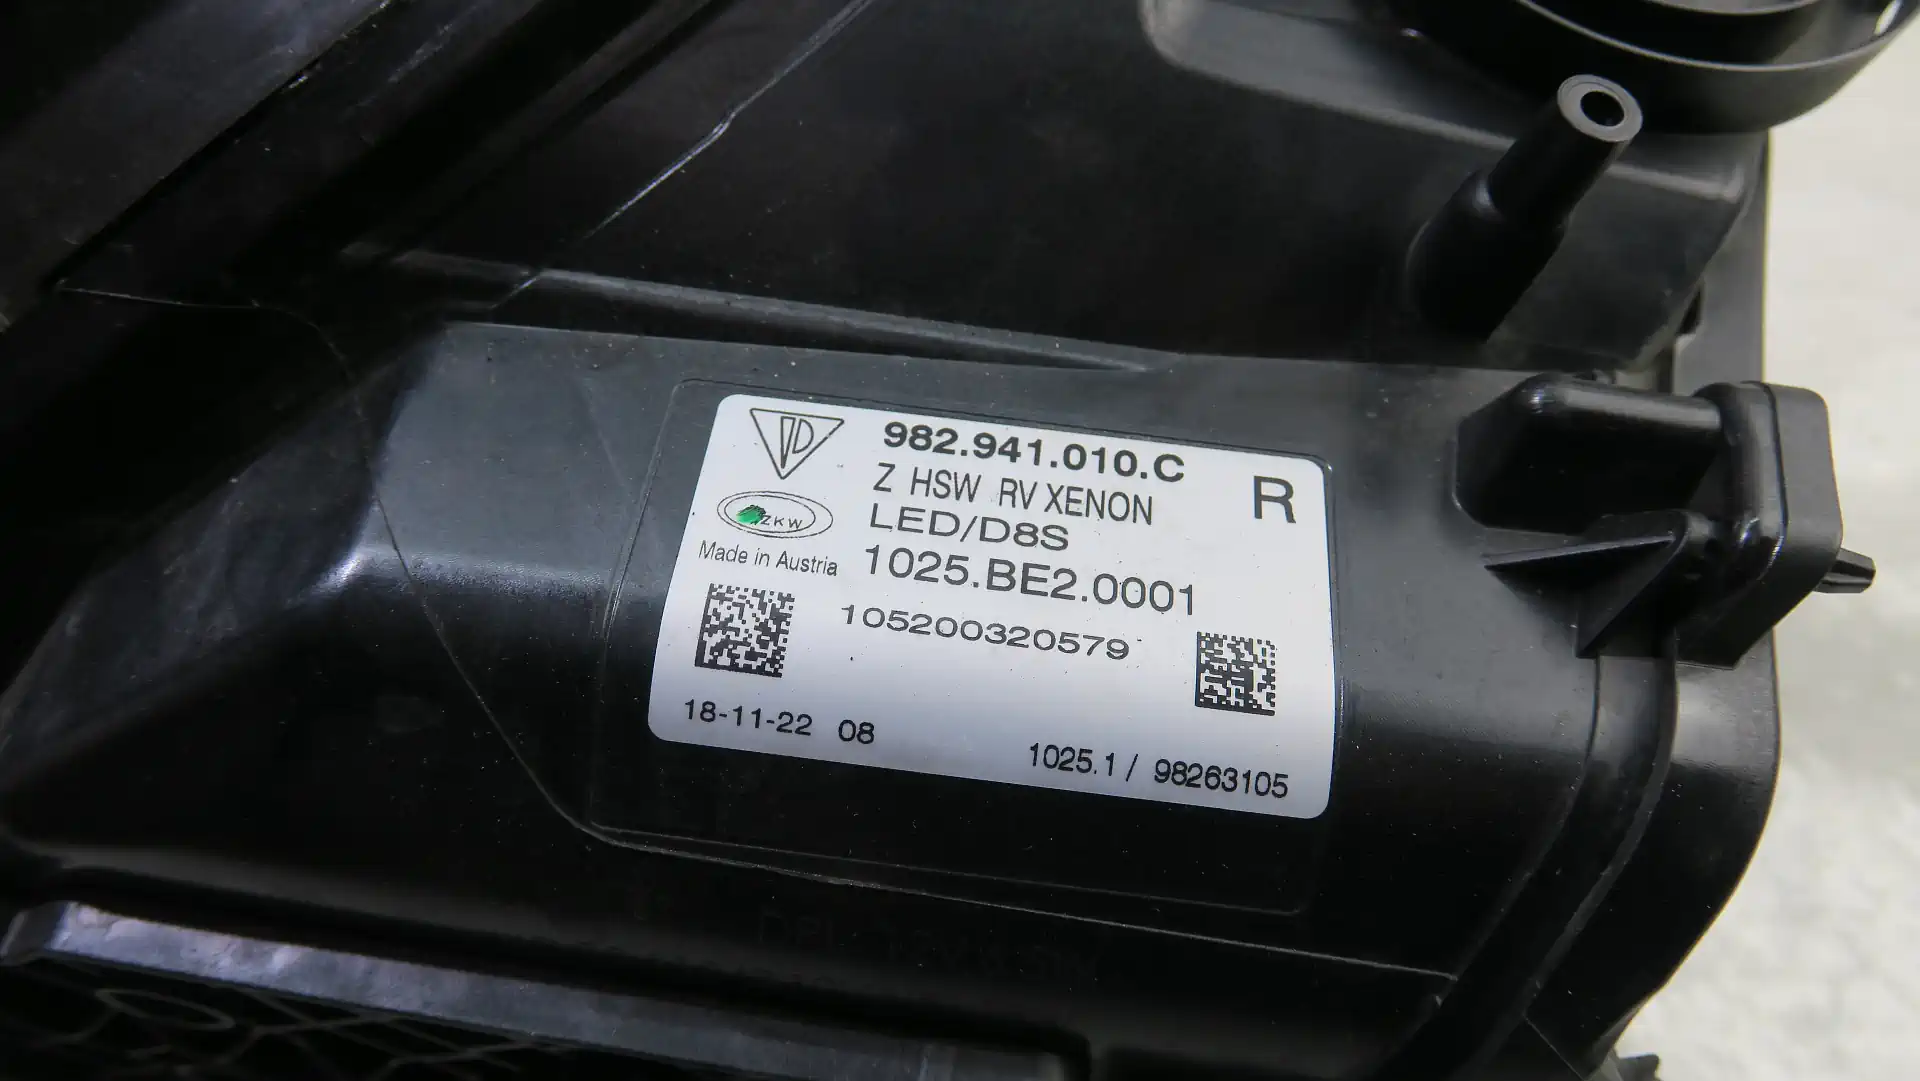 982.941.010.C
Z HSW RV XENON
R
LED/D8S
ZKW
Made in Austria
1025.BE2.0001
105200320579
18-11-22 08
1025.1 / 98263105